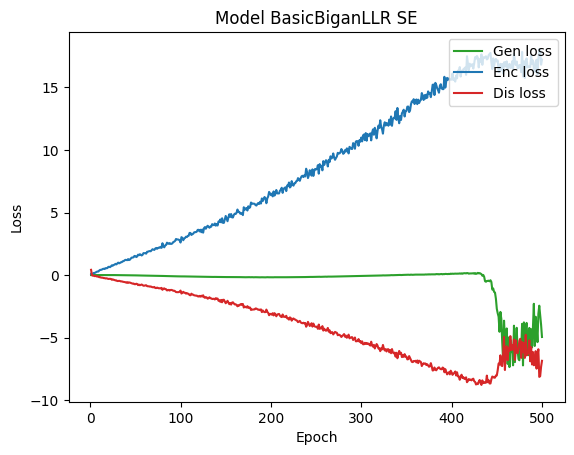 Model BasicBiganLLR SE
Gen loss
Enc loss
Dis loss
15
10
5
0
−5
−10
Loss
0 100 200 300 400 500
Epoch